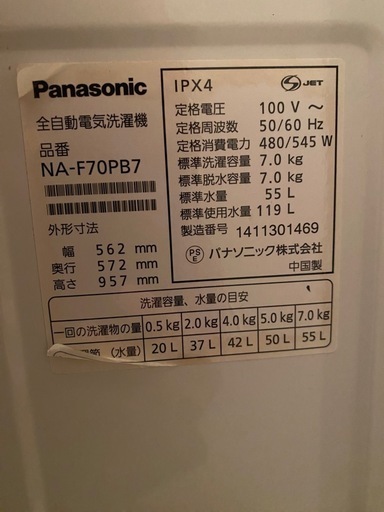 Panasonic
全自動電気洗濯機
品番
NA-F70PB7
外形寸法
幅 562 mm
奥行 572 mm
高さ 957 mm
IPX4
S JET
定格電圧 100 V ～
定格周波数 50/60 Hz
定格消費電力 480/545 W
標準洗濯容量 7.0 kg
標準脱水容量 7.0 kg
標準水量 55 L
標準使用水量 119 L
製造番号 1411301469
PS E パナソニック株式会社
中国製
洗濯容量、水量の目安
一回の洗濯物の量 0.5 kg 2.0 kg 4.0 kg 5.0 kg 7.0 kg
節 (水量) 20 L 37 L 42 L 50 L 55 L